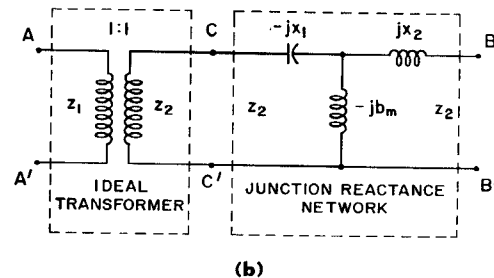 1:1
A
C
-jx1
jx2
B
z1
z2
z2
-jbm
z2
A'
C'
B
IDEAL
TRANSFORMER
JUNCTION REACTANCE
NETWORK
(b)